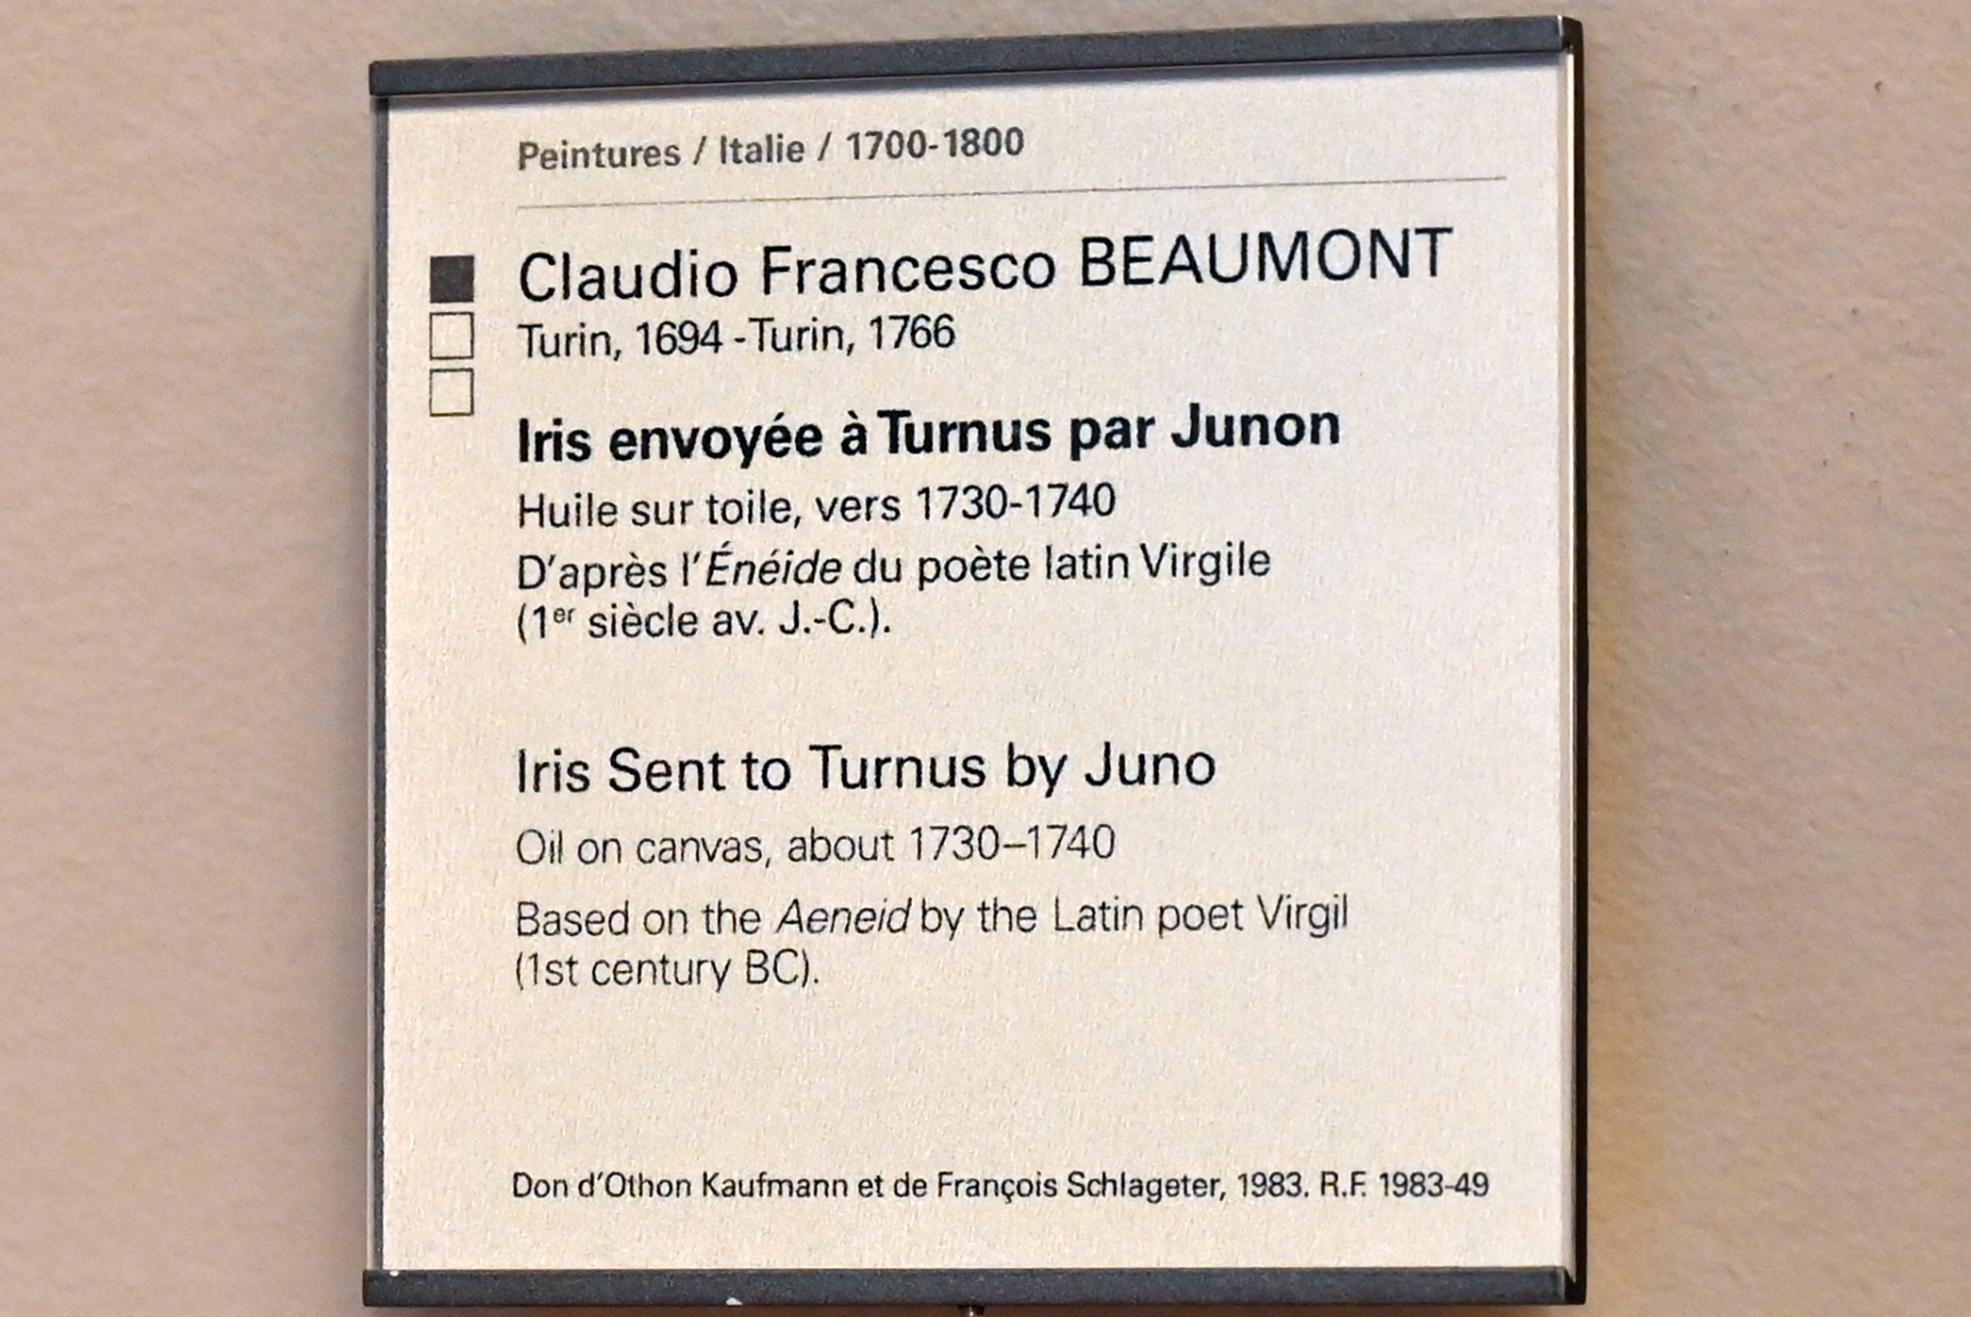 Peintures / Italie / 1700-1800
Claudio Francesco BEAUMONT
Turin, 1694 - Turin, 1766
Iris envoyée à Turnus par Junon
Huile sur toile, vers 1730-1740
D'après l'Énéide du poète latin Virgile
(1er siècle av. J.-C.).
Iris Sent to Turnus by Juno
Oil on canvas, about 1730–1740
Based on the Aeneid by the Latin poet Virgil
(1st century BC).
Don d'Othon Kaufmann et de François Schlageter, 1983. R.F. 1983-49